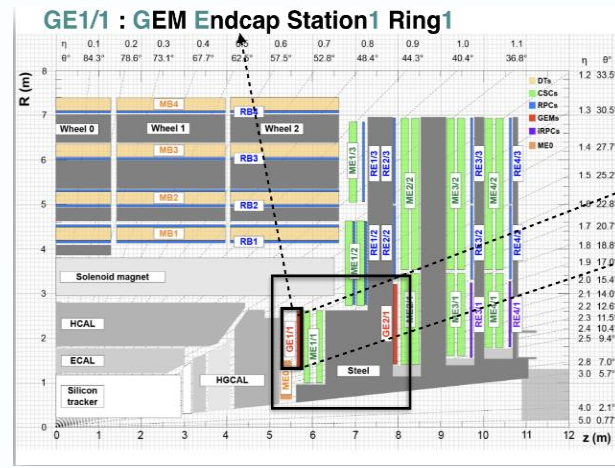 GE1/1 : GEM Endcap Station1 Ring1
η 0.1 0.2 0.3 0.4 0.5 0.6 0.7 0.8 0.9 1.0 1.1 η θ°
θ° 84.3° 78.6° 73.1° 67.7° 62.5° 57.5° 52.8° 48.4° 44.3° 40.4° 36.8°
R (m)
8
7
6
5
4
3
2
1
0
1.2 33.5°
1.3 30.5°
1.4 27.7°
1.5 25.2°
1.6 22.8°
1.7 20.7°
1.8 18.8°
1.9 17.0°
2.0 15.4°
2.1 14.0°
2.2 12.6°
2.3 11.5°
2.4 10.4°
2.5 9.4°
2.8 7.0°
3.0 5.7°
4.0 2.1°
5.0 0.77°
DTs
CSCs
RPCs
GEMs
iRPCs
ME0
MB4
RB4
Wheel 0
Wheel 1
Wheel 2
MB3
RB3
MB2
RB2
MB1
RB1
Solenoid magnet
HCAL
ECAL
Silicon
tracker
HGCAL
Steel
ME0
GE1/1
ME1/1
ME1/2
ME1/3
RE1/3
RE2/3
RE1/2
RE2/2
GE2/1
ME2/1
ME2/2
ME3/2
RE3/3
RE3/2
ME3/1
RE3/1
ME4/2
RE4/3
RE4/2
ME4/1
RE4/1
0 1 2 3 4 5 6 7 8 9 10 11 12 z (m)